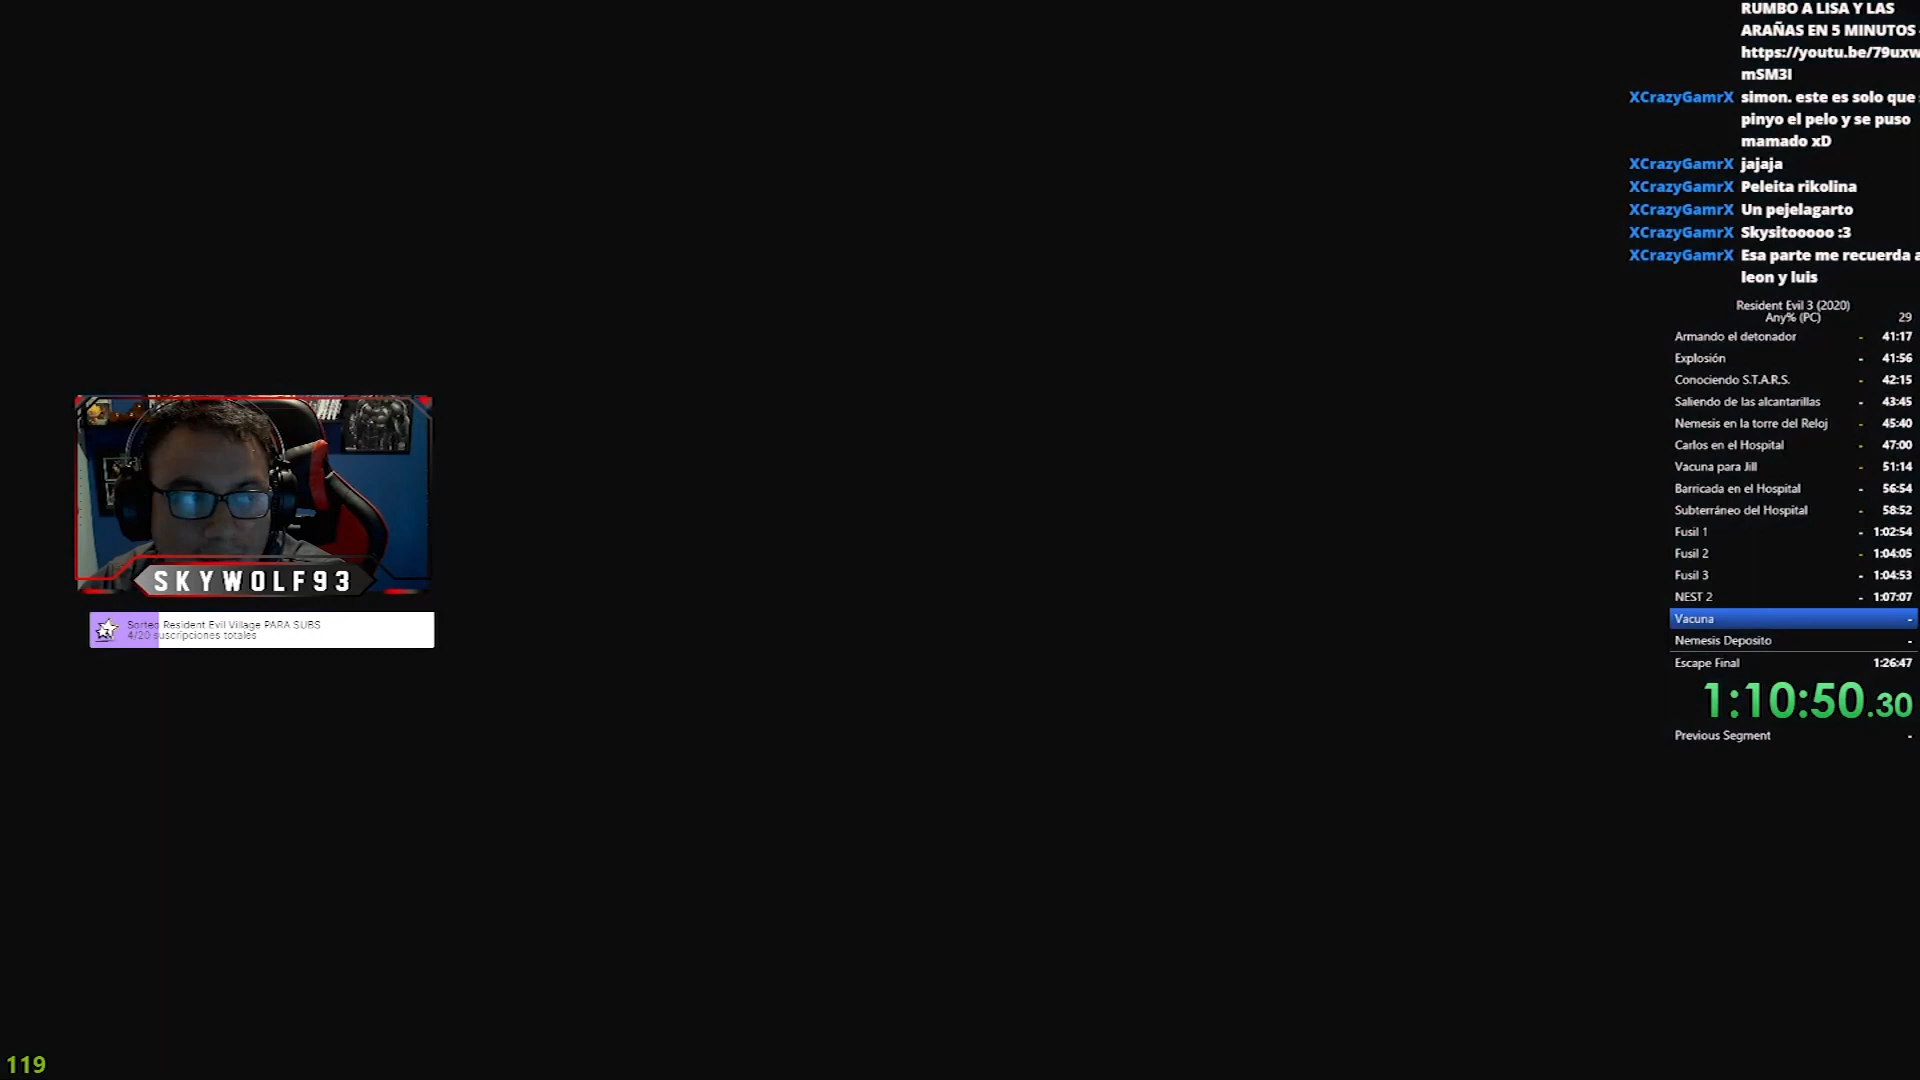 RUMBO A LISA Y LAS
ARAÑAS EN 5 MINUTOS
https://youtu.be/79uxw
mSM3I
XCrazyGamrX simon. este es solo que
pinyo el pelo y se puso
mamado xD
XCrazyGamrX jajaja
XCrazyGamrX Peleita rikolina
XCrazyGamrX Un pejelagarto
XCrazyGamrX Skysitooooo :3
XCrazyGamrX Esa parte me recuerda a
leon y luis
Resident Evil 3 (2020)
Any% (PC) 29
Armando el detonador - 41:17
Explosión - 41:56
Conociendo S.T.A.R.S. - 42:15
Saliendo de las alcantarillas - 43:45
Nemesis en la torre del Reloj - 45:40
Carlos en el Hospital - 47:00
Vacuna para Jill - 51:14
Barricada en el Hospital - 56:54
Subterráneo del Hospital - 58:52
Fusil 1 - 1:02:54
Fusil 2 - 1:04:05
Fusil 3 - 1:04:53
NEST 2 - 1:07:07
Vacuna -
Nemesis Deposito -
Escape Final 1:26:47
1:10:50.30
Previous Segment -
SKYWOLF93
Sorteo Resident Evil Village PARA SUBS
4/20 suscripciones totales
119